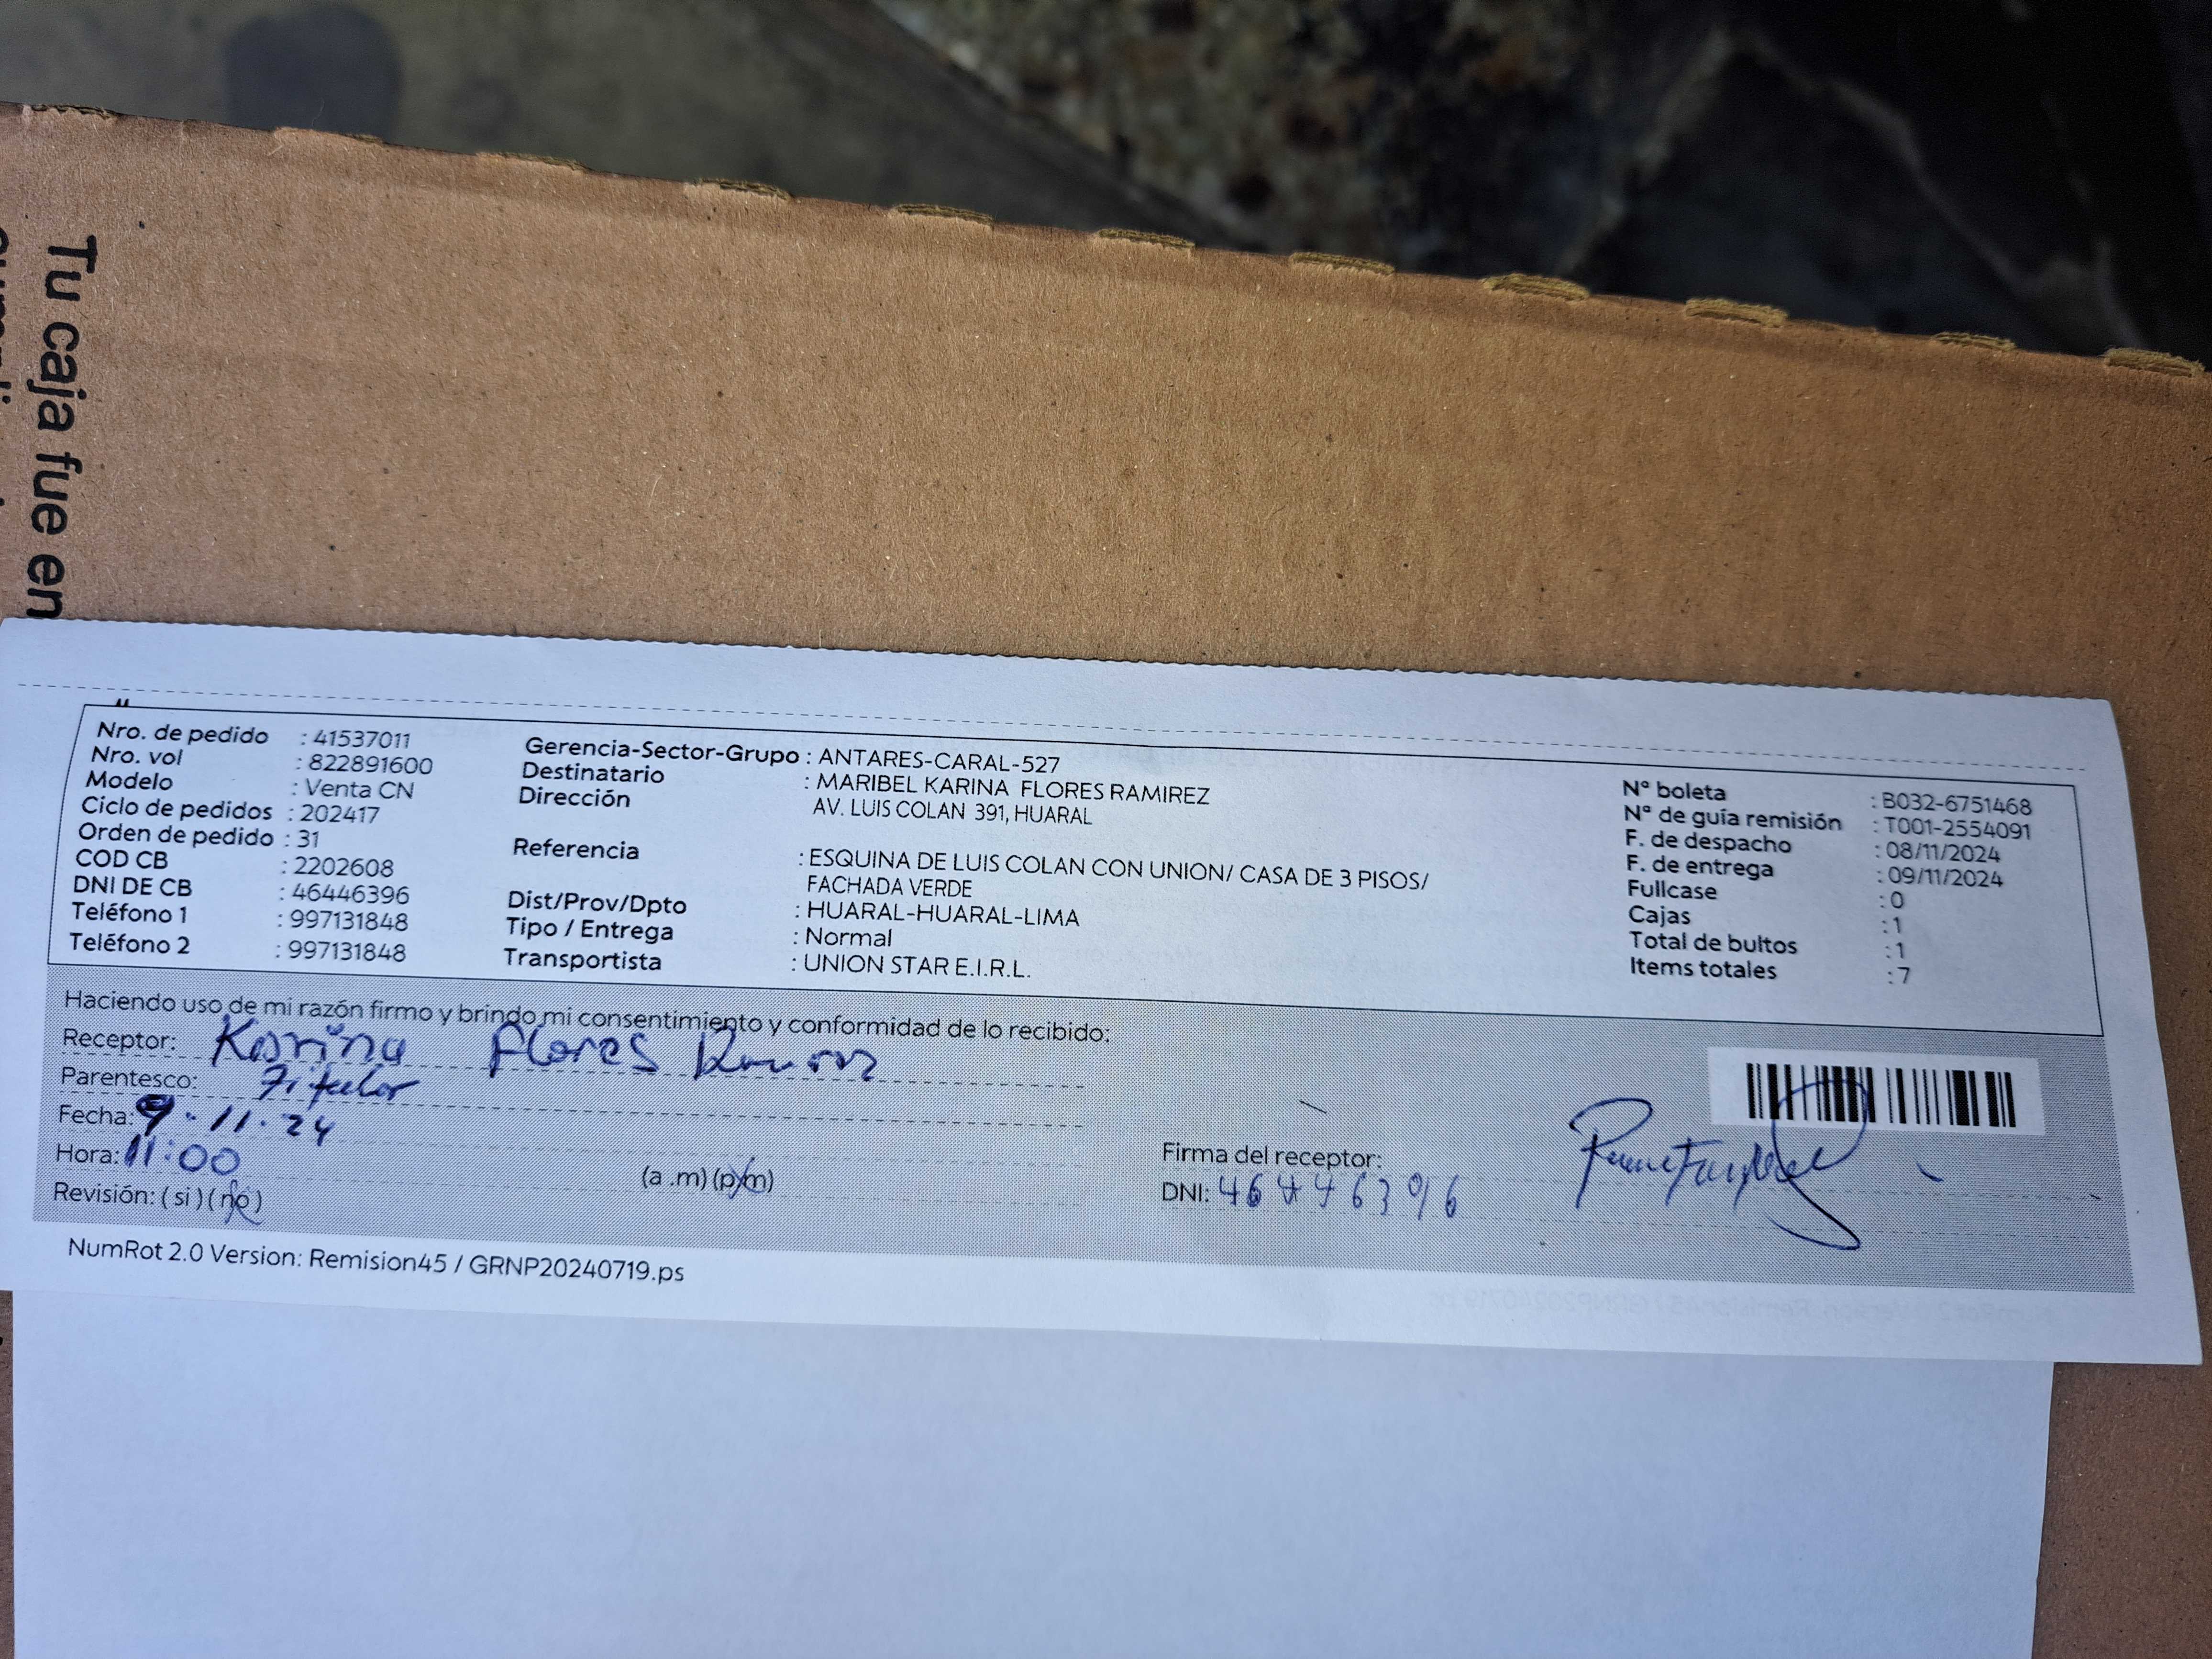 Tu caja fue en
Nro. de pedido : 41537011
Nro. vol : 822891600
Modelo : Venta CN
Ciclo de pedidos : 202417
Orden de pedido : 31
COD CB : 2202608
DNI DE CB : 46446396
Teléfono 1 : 997131848
Teléfono 2 : 997131848
Gerencia-Sector-Grupo : ANTARES-CARAL-527
Destinatario : MARIBEL KARINA FLORES RAMIREZ
Dirección AV. LUIS COLAN 391, HUARAL
Referencia : ESQUINA DE LUIS COLAN CON UNION/ CASA DE 3 PISOS/
FACHADA VERDE
Dist/Prov/Dpto : HUARAL-HUARAL-LIMA
Tipo / Entrega : Normal
Transportista : UNION STAR E.I.R.L.
N° boleta : B032-6751468
N° de guía remisión : T001-2554091
F. de despacho : 08/11/2024
F. de entrega : 09/11/2024
Fullcase : 0
Cajas : 1
Total de bultos : 1
Items totales : 7
Haciendo uso de mi razón firmo y brindo mi consentimiento y conformidad de lo recibido:
Receptor: Karina Flores
Parentesco: Titular
Fecha: 9.11.24
Hora: 11:00 (a .m) (p.m)
Revisión: ( si ) ( no )
Firma del receptor:
DNI: 46446396
NumRot 2.0 Version: Remision45 / GRNP20240719.ps